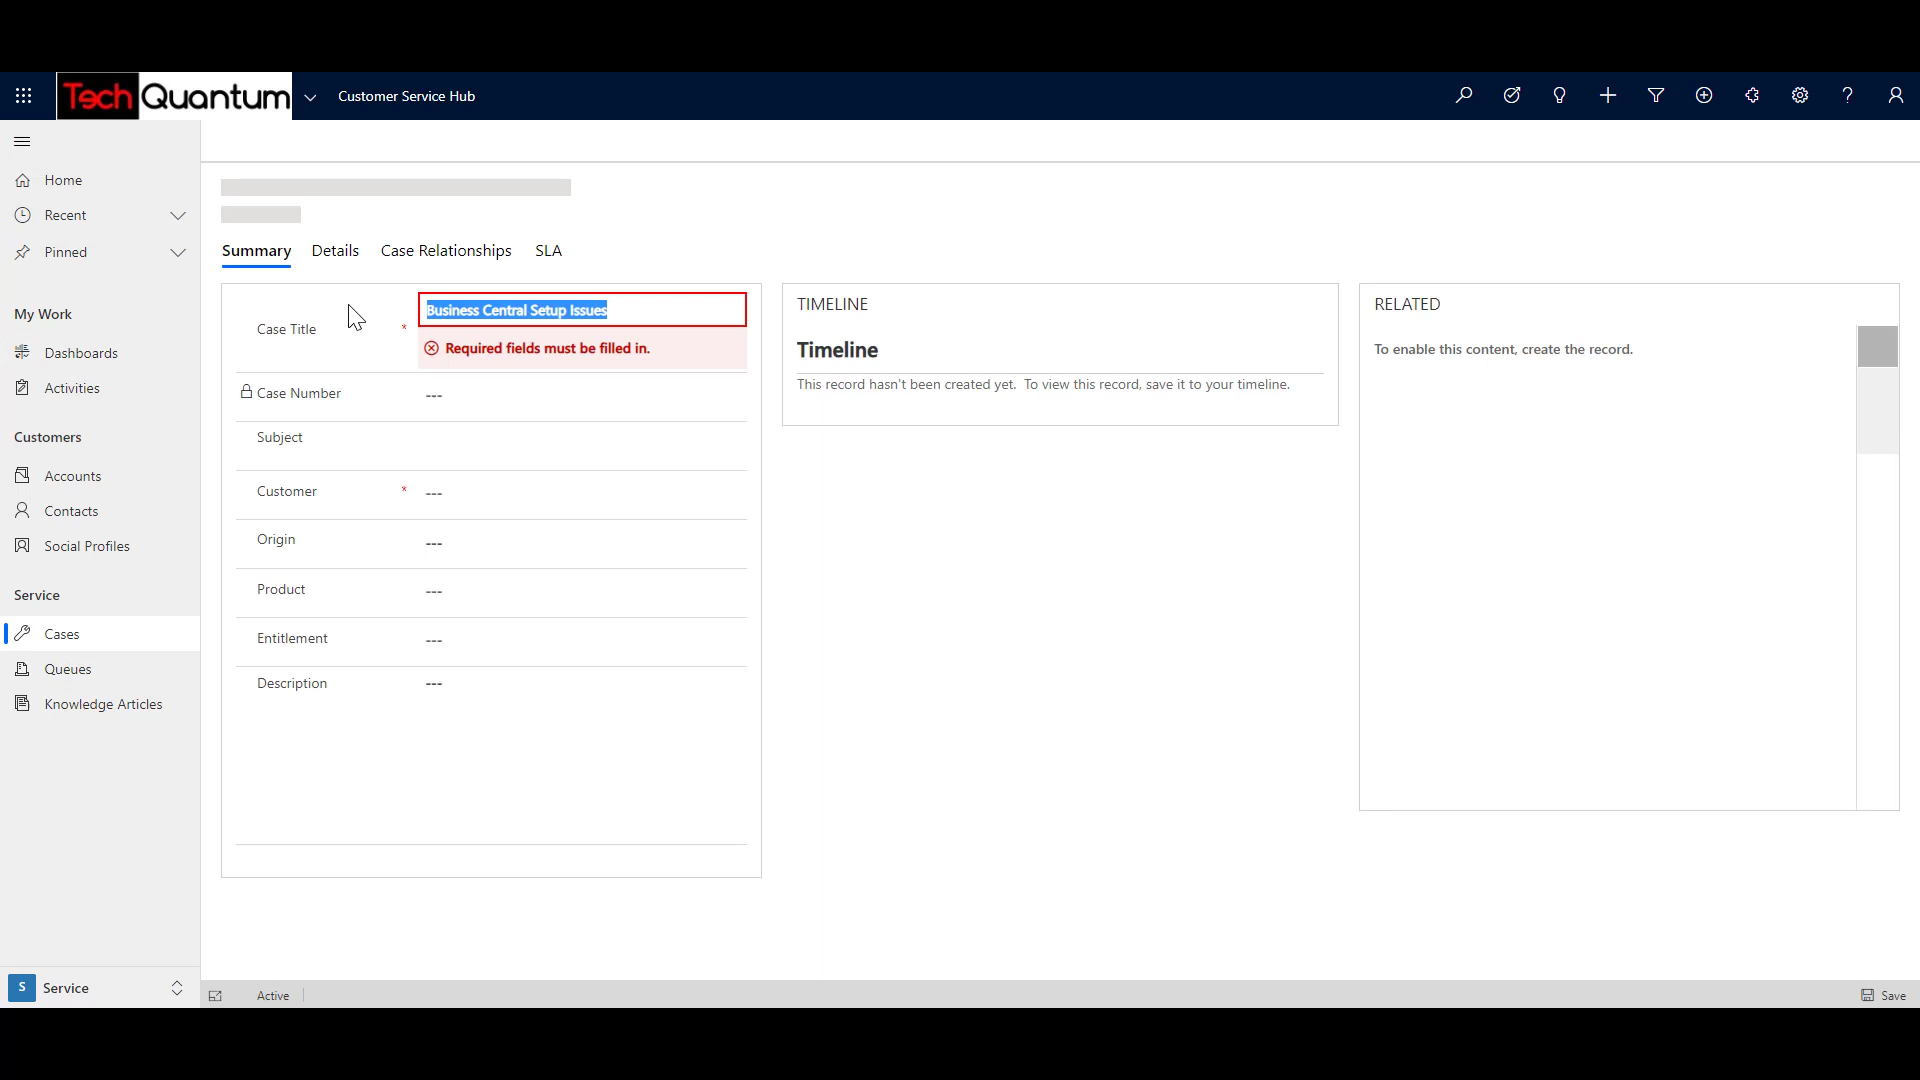 Tech Quantum
Customer Service Hub
Home
Recent
Pinned
My Work
Dashboards
Activities
Customers
Accounts
Contacts
Social Profiles
Service
Cases
Queues
Knowledge Articles
S Service
Summary Details Case Relationships SLA
Case Title * Business Central Setup Issues
Required fields must be filled in.
Case Number ---
Subject
Customer * ---
Origin ---
Product ---
Entitlement ---
Description ---
TIMELINE
Timeline
This record hasn't been created yet. To view this record, save it to your timeline.
RELATED
To enable this content, create the record.
Active
Save